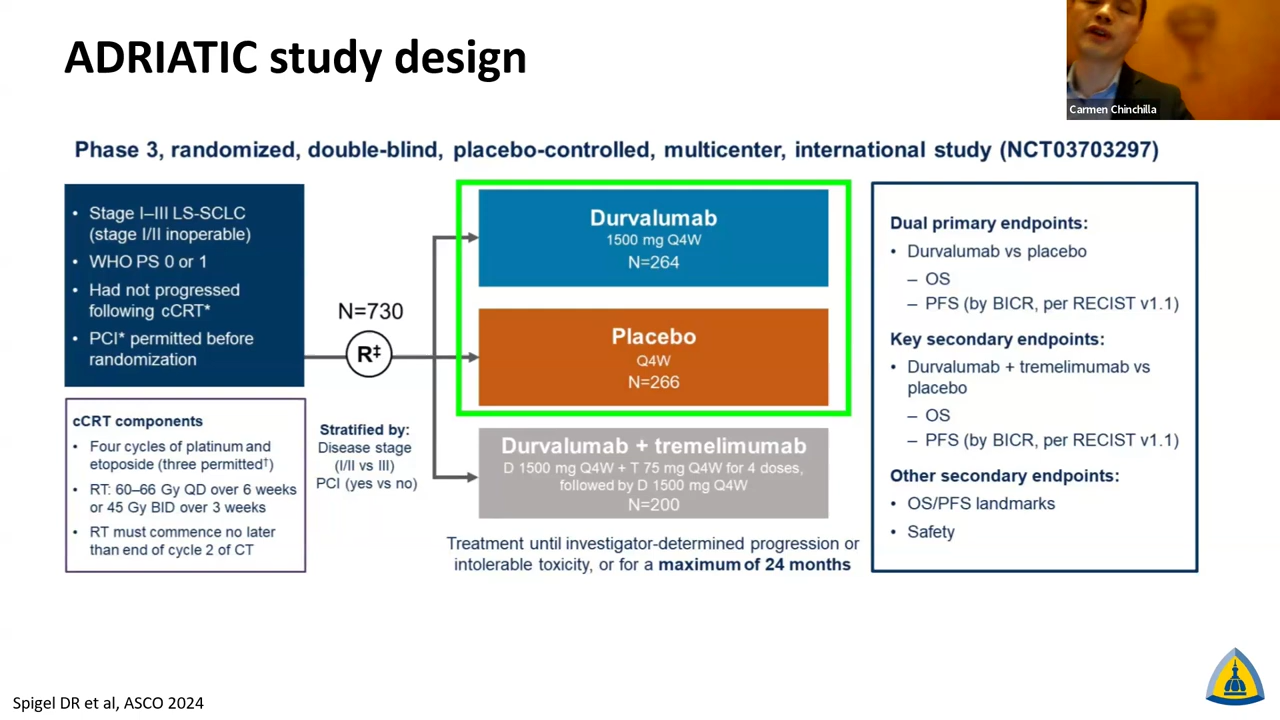 ADRIATIC study design
Carmen Chinchilla
Phase 3, randomized, double-blind, placebo-controlled, multicenter, international study (NCT03703297)
• Stage I–III LS-SCLC
(stage I/II inoperable)
• WHO PS 0 or 1
• Had not progressed
following cCRT*
• PCI* permitted before
randomization
cCRT components
• Four cycles of platinum and
etoposide (three permitted†)
• RT: 60–66 Gy QD over 6 weeks
or 45 Gy BID over 3 weeks
• RT must commence no later
than end of cycle 2 of CT
N=730
R‡
Stratified by:
Disease stage
(I/II vs III)
PCI (yes vs no)
Durvalumab
1500 mg Q4W
N=264
Placebo
Q4W
N=266
Durvalumab + tremelimumab
D 1500 mg Q4W + T 75 mg Q4W for 4 doses,
followed by D 1500 mg Q4W
N=200
Treatment until investigator-determined progression or
intolerable toxicity, or for a maximum of 24 months
Dual primary endpoints:
• Durvalumab vs placebo
– OS
– PFS (by BICR, per RECIST v1.1)
Key secondary endpoints:
• Durvalumab + tremelimumab vs
placebo
– OS
– PFS (by BICR, per RECIST v1.1)
Other secondary endpoints:
• OS/PFS landmarks
• Safety
Spigel DR et al, ASCO 2024